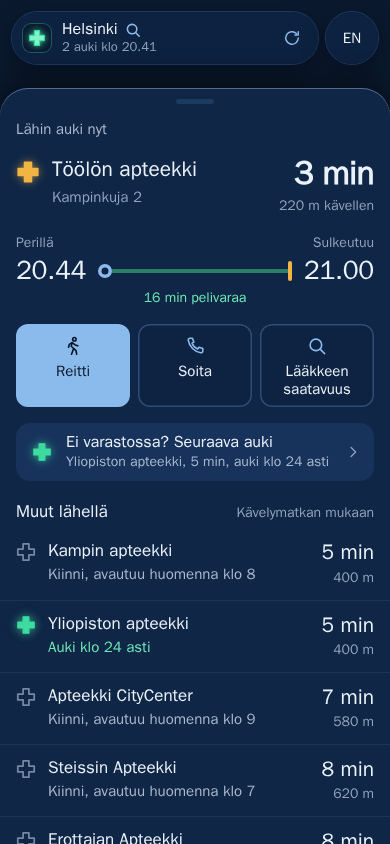 Helsinki
2 auki klo 20.41
EN
Lähin auki nyt
Töölön apteekki
3 min
Kampinkuja 2
220 m kävellen
Perillä
Sulkeutuu
20.44
21.00
16 min pelivaraa
Reitti
Soita
Lääkkeen
saatavuus
Ei varastossa? Seuraava auki
Yliopiston apteekki, 5 min, auki klo 24 asti
Muut lähellä
Kävelymatkan mukaan
Kampin apteekki
5 min
Kiinni, avautuu huomenna klo 8
400 m
Yliopiston apteekki
5 min
Auki klo 24 asti
400 m
Apteekki CityCenter
7 min
Kiinni, avautuu huomenna klo 9
580 m
Steissin Apteekki
8 min
Kiinni, avautuu huomenna klo 7
620 m
Erottajan Apteekki
8 min